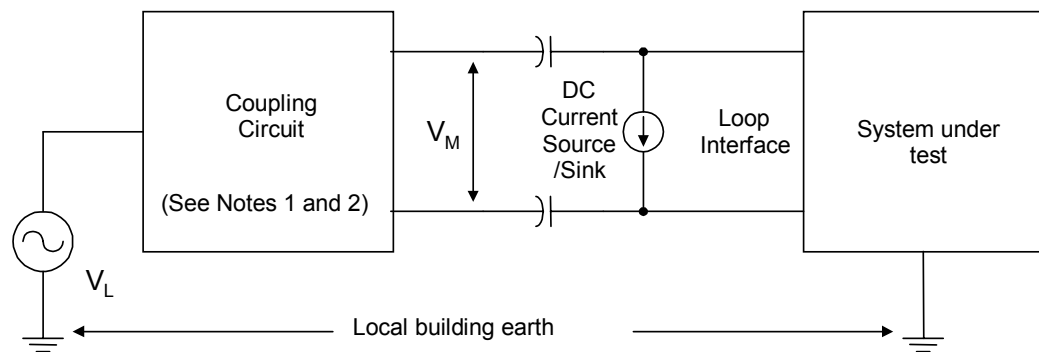 Coupling
Circuit
(See Notes 1 and 2)
V_M
DC
Current
Source
/Sink
Loop
Interface
System under
test
V_L
Local building earth